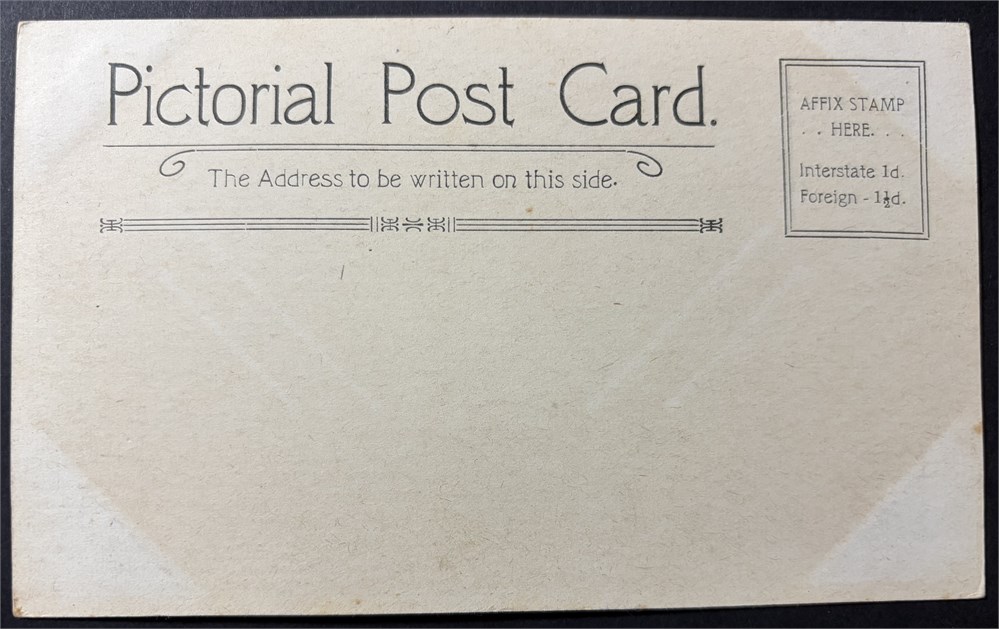 Pictorial Post Card.
The Address to be written on this side.
AFFIX STAMP
. . HERE. . .
Interstate 1d.
Foreign - 1½d.